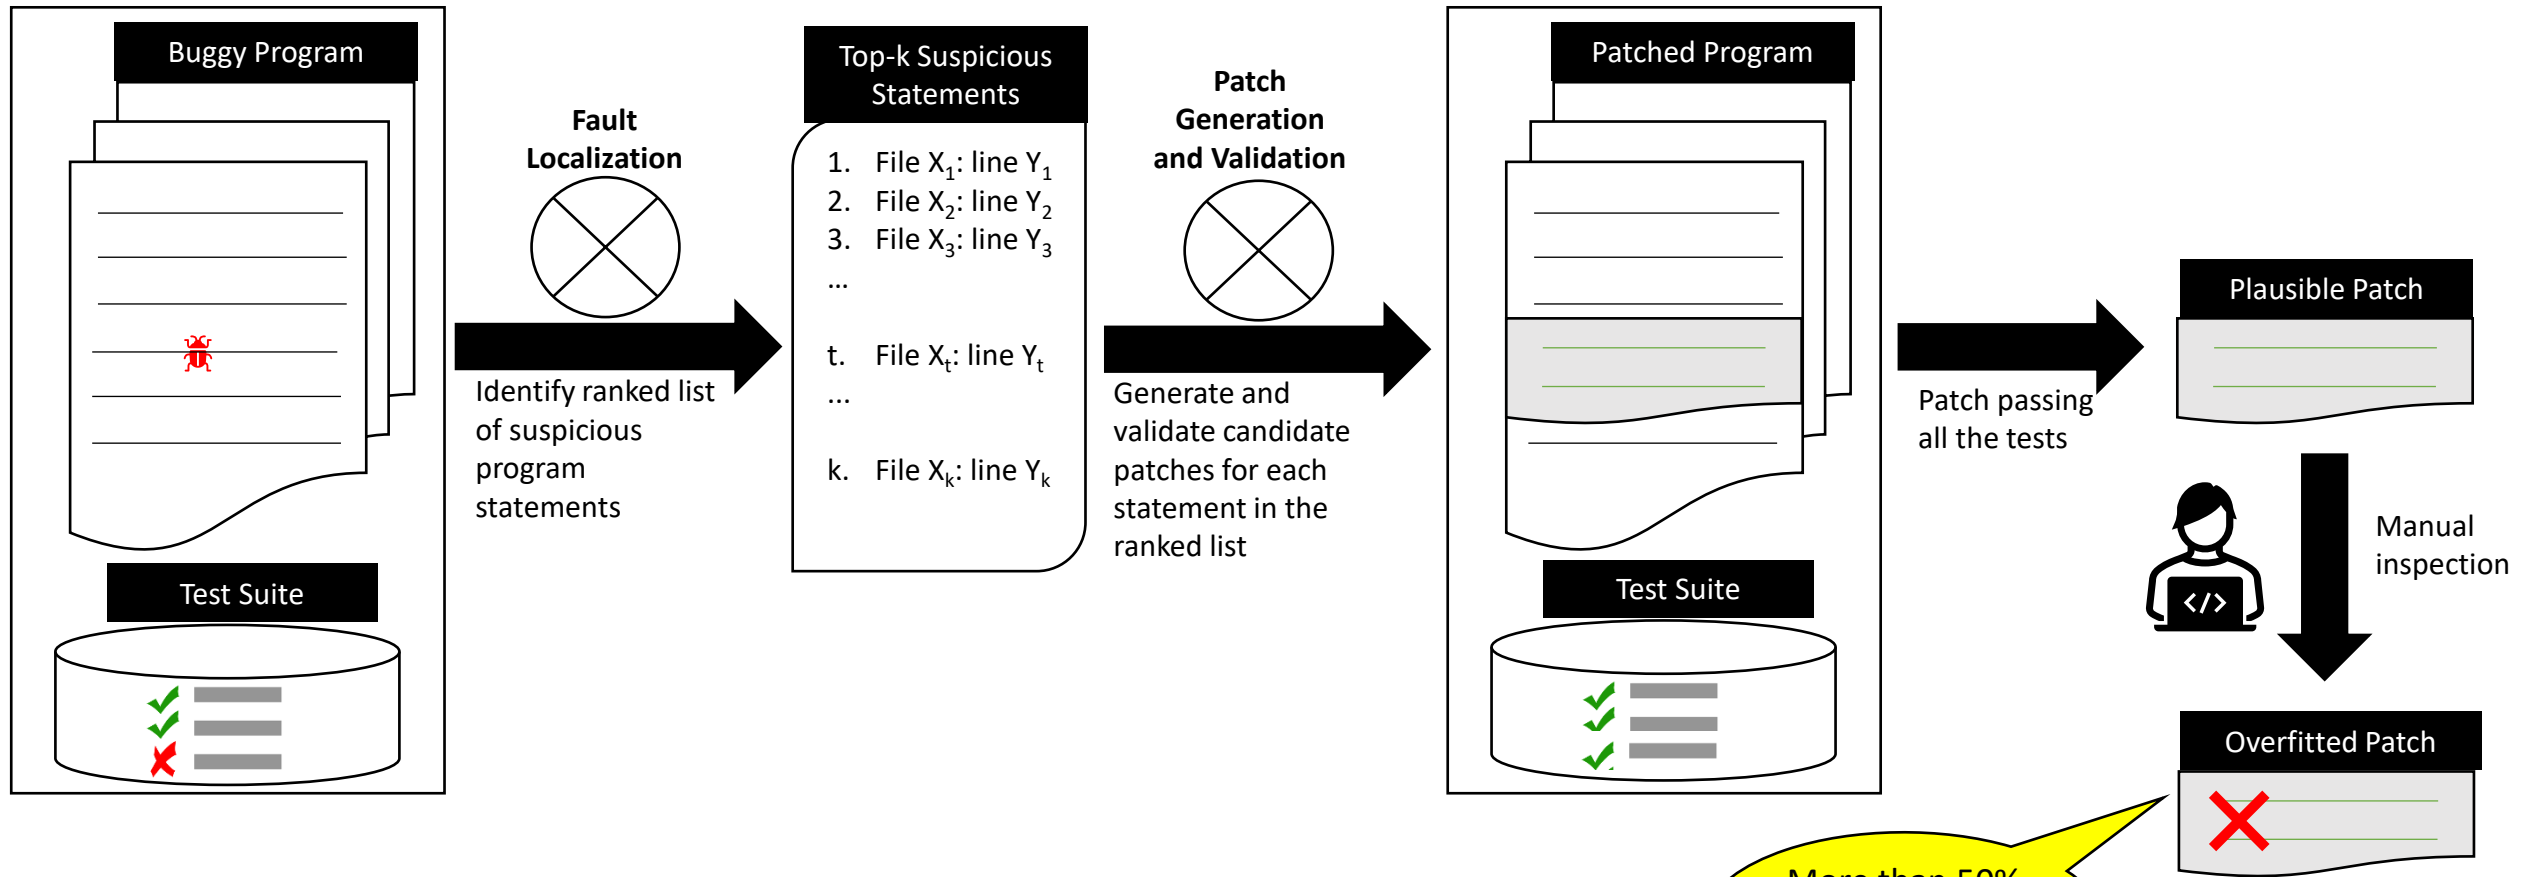 Buggy Program
Test Suite
Fault
Localization
Identify ranked list
of suspicious
program
statements
Top-k Suspicious
Statements
1. File X₁: line Y₁
2. File X₂: line Y₂
3. File X₃: line Y₃
...
t. File Xₜ: line Yₜ
...
k. File Xₖ: line Yₖ
Patch
Generation
and Validation
Generate and
validate candidate
patches for each
statement in the
ranked list
Patched Program
Test Suite
Patch passing
all the tests
Plausible Patch
</>
Manual
inspection
Overfitted Patch
More than 50%